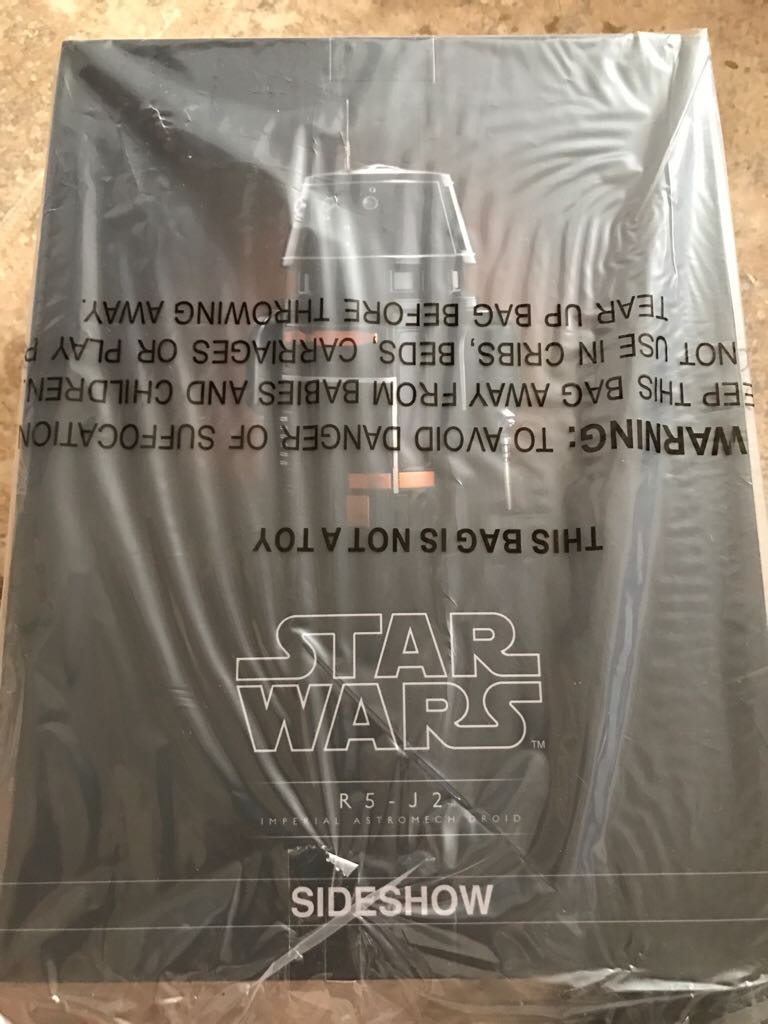 THIS BAG IS NOT A TOY
WARNING: TO AVOID DANGER OF SUFFOCATION
EEP THIS BAG AWAY FROM BABIES AND CHILDREN.
NOT USE IN CRIBS, BEDS, CARRIAGES OR PLAY P
TEAR UP BAG BEFORE THROWING AWAY.
STAR
WARS™
R5-J2
IMPERIAL ASTROMECH DROID
SIDESHOW